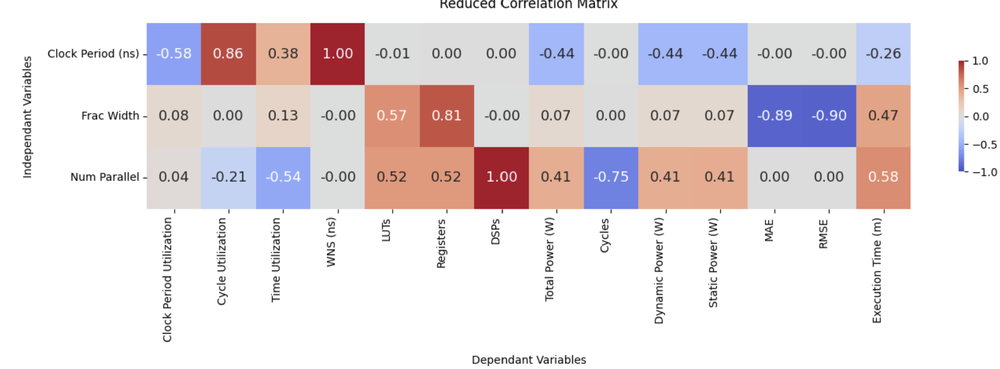 Reduced Correlation Matrix
Independant Variables
Clock Period (ns) -0.58 0.86 0.38 1.00 -0.01 0.00 0.00 -0.44 -0.00 -0.44 -0.44 -0.00 -0.00 -0.26
Frac Width 0.08 0.00 0.13 -0.00 0.57 0.81 -0.00 0.07 0.00 0.07 0.07 -0.89 -0.90 0.47
Num Parallel 0.04 -0.21 -0.54 -0.00 0.52 0.52 1.00 0.41 -0.75 0.41 0.41 0.00 0.00 0.58
Clock Period Utilization
Cycle Utilization
Time Utilization
WNS (ns)
LUTs
Registers
DSPs
Total Power (W)
Cycles
Dynamic Power (W)
Static Power (W)
MAE
RMSE
Execution Time (m)
Dependant Variables
1.0
0.5
0.0
−0.5
−1.0